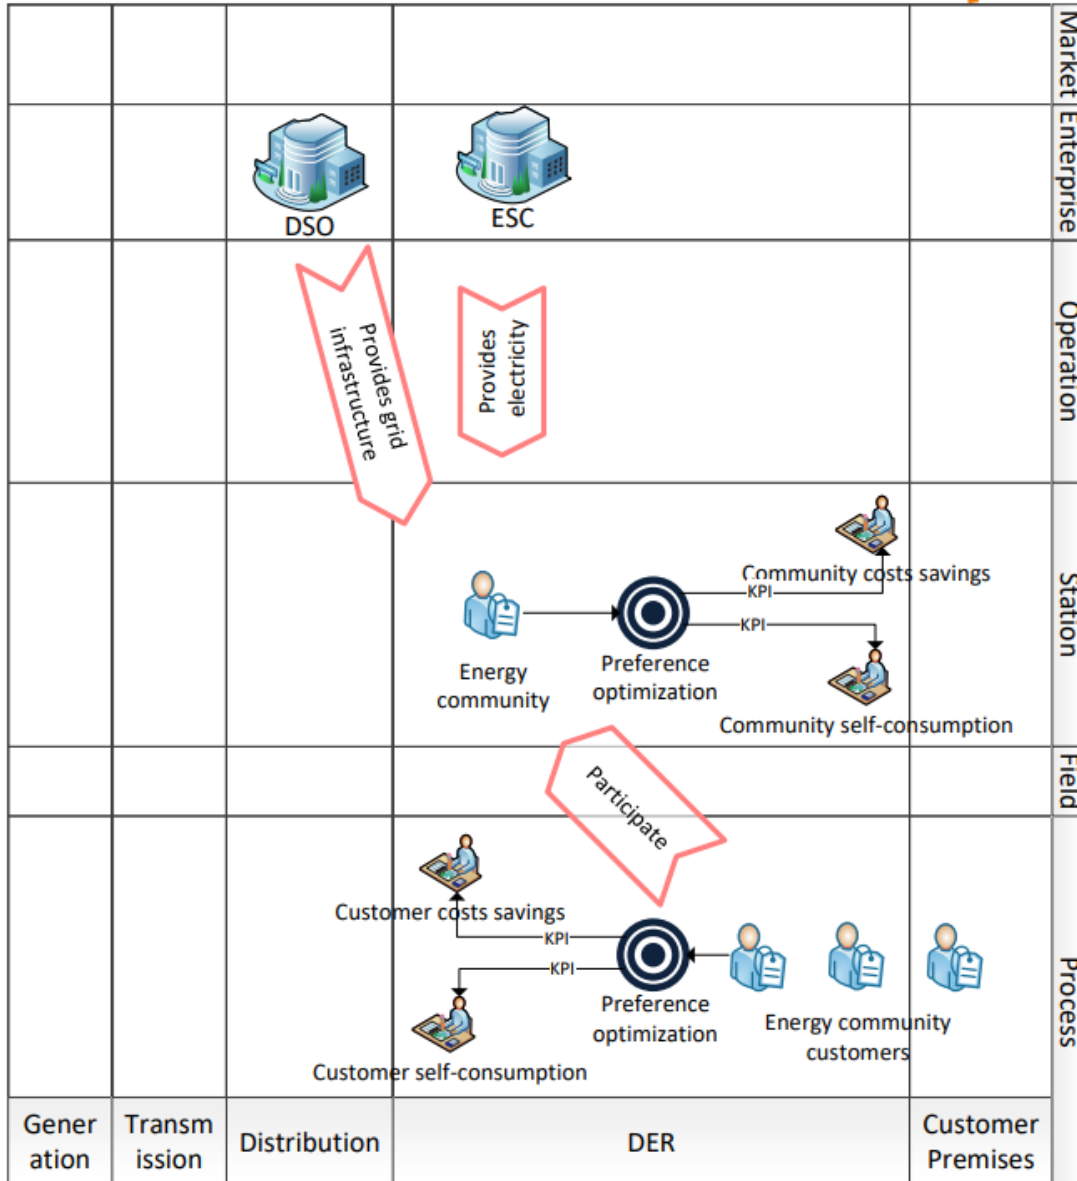 Market
Enterprise
DSO
ESC
Operation
Provides grid
infrastructure
Provides
electricity
Station
Community costs savings
KPI
KPI
Energy
community
Preference
optimization
Community self-consumption
Field
Participate
Process
Customer costs savings
KPI
KPI
Preference
optimization
Energy community
customers
Customer self-consumption
Gener
ation
Transm
ission
Distribution
DER
Customer
Premises